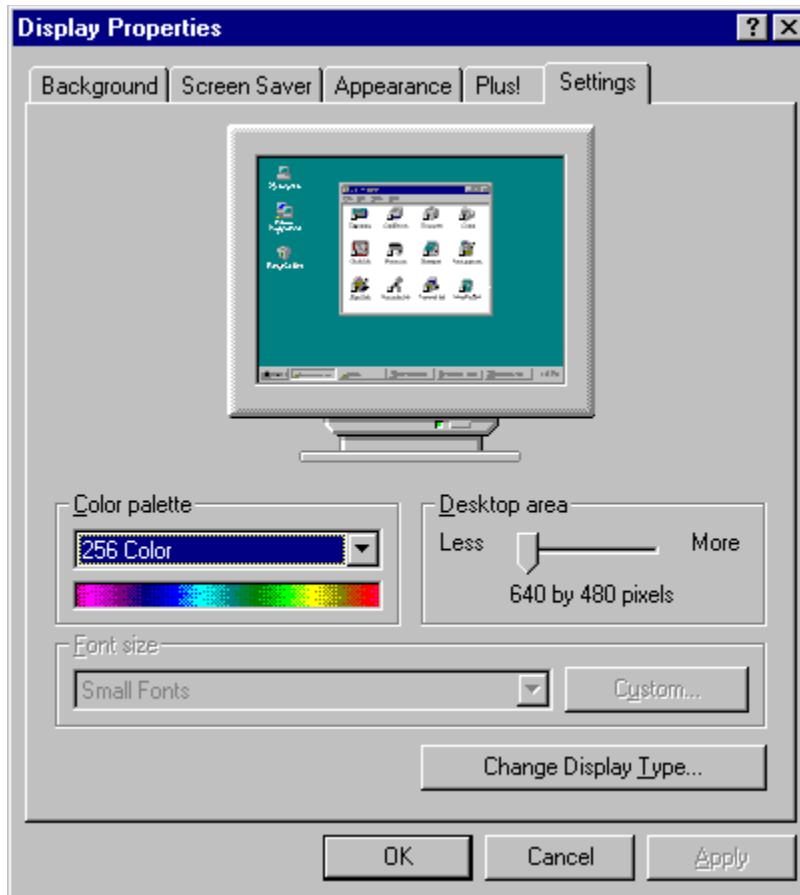 Display Properties
Background Screen Saver Appearance Plus! Settings
Color palette
256 Color
Desktop area
Less More
640 by 480 pixels
Font size
Small Fonts
Custom...
Change Display Type...
OK Cancel Apply